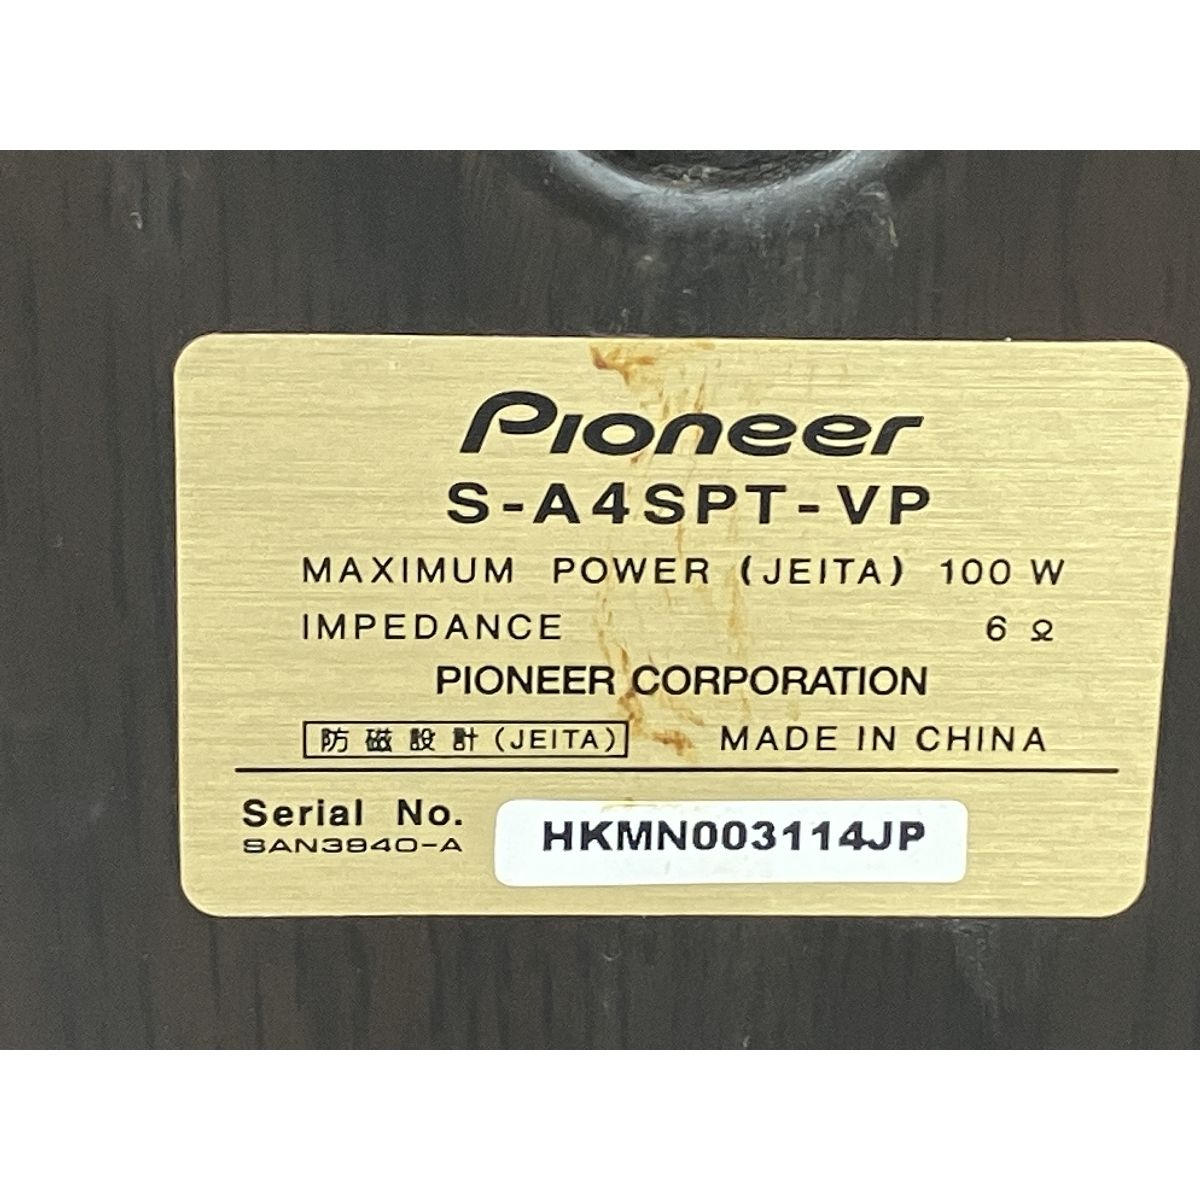 Pioneer
S-A4SPT-VP
MAXIMUM POWER (JEITA) 100 W
IMPEDANCE 6 Ω
PIONEER CORPORATION
防磁設計(JEITA) MADE IN CHINA
Serial No. HKMN003114JP
SAN3840-A